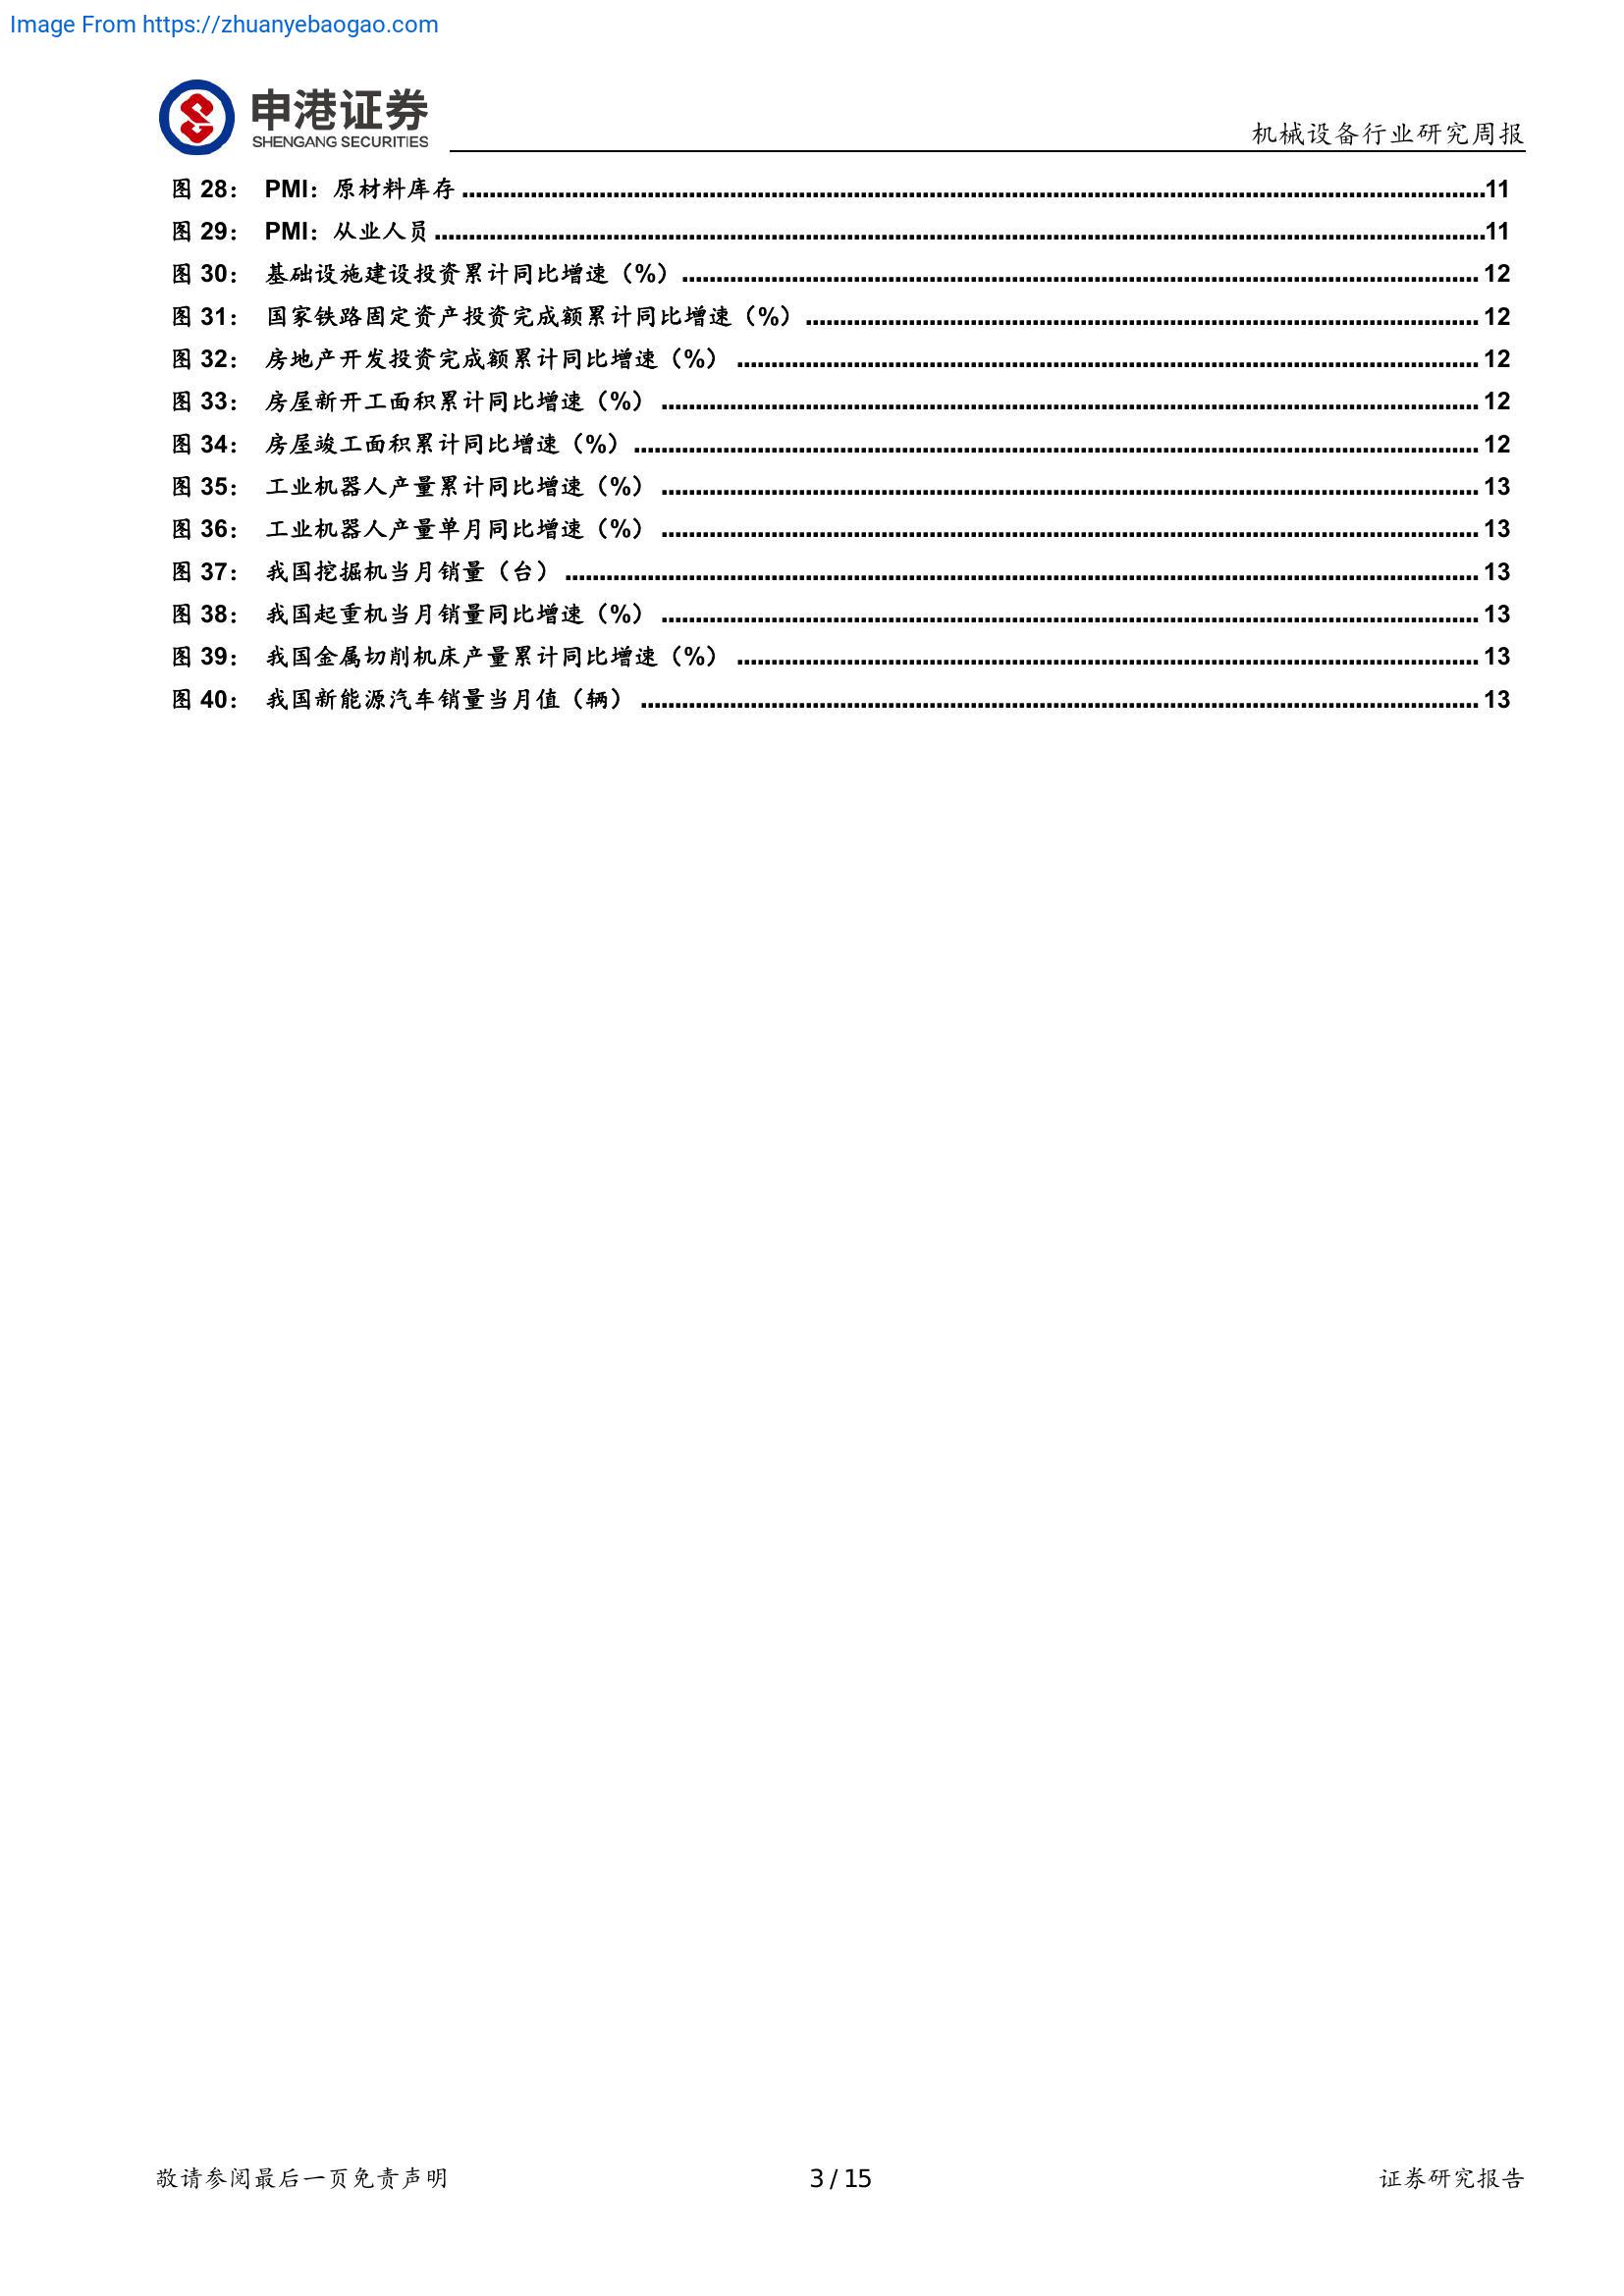 Image From https://zhuanyebaogao.com
申港证券
SHENGANG SECURITIES
机械设备行业研究周报
图 28： PMI：原材料库存 ........ 11
图 29： PMI：从业人员 ........ 11
图 30： 基础设施建设投资累计同比增速（%） ........ 12
图 31： 国家铁路固定资产投资完成额累计同比增速（%） ........ 12
图 32： 房地产开发投资完成额累计同比增速（%） ........ 12
图 33： 房屋新开工面积累计同比增速（%） ........ 12
图 34： 房屋竣工面积累计同比增速（%） ........ 12
图 35： 工业机器人产量累计同比增速（%） ........ 13
图 36： 工业机器人产量单月同比增速（%） ........ 13
图 37： 我国挖掘机当月销量（台） ........ 13
图 38： 我国起重机当月销量同比增速（%） ........ 13
图 39： 我国金属切削机床产量累计同比增速（%） ........ 13
图 40： 我国新能源汽车销量当月值（辆） ........ 13
敬请参阅最后一页免责声明
3 / 15
证券研究报告